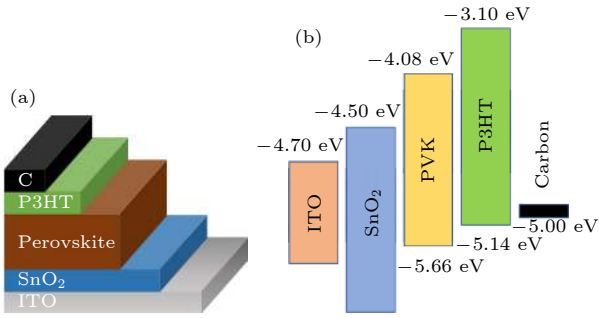 (a)
C
P3HT
Perovskite
SnO₂
ITO
(b)
−3.10 eV
−4.08 eV
−4.50 eV
−4.70 eV
ITO
SnO₂
PVK
P3HT
Carbon
−5.00 eV
−5.14 eV
−5.66 eV